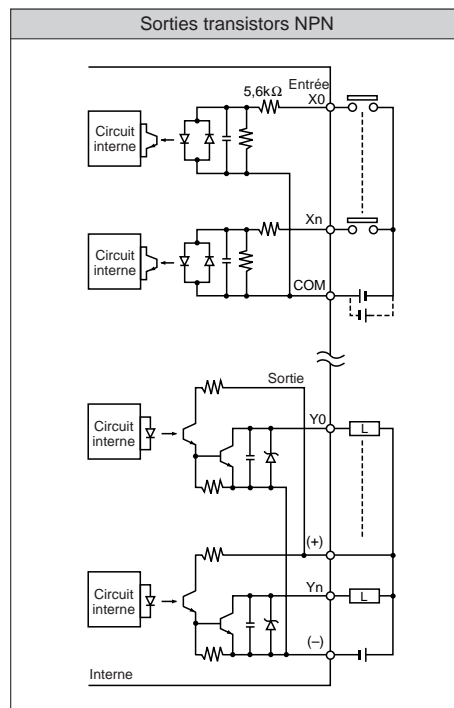 Sorties transistors NPN
Entrée
5,6kΩ
X0
Circuit
interne
Xn
Circuit
interne
COM
Sortie
Y0
Circuit
interne
L
(+)
Yn
Circuit
interne
L
(–)
Interne